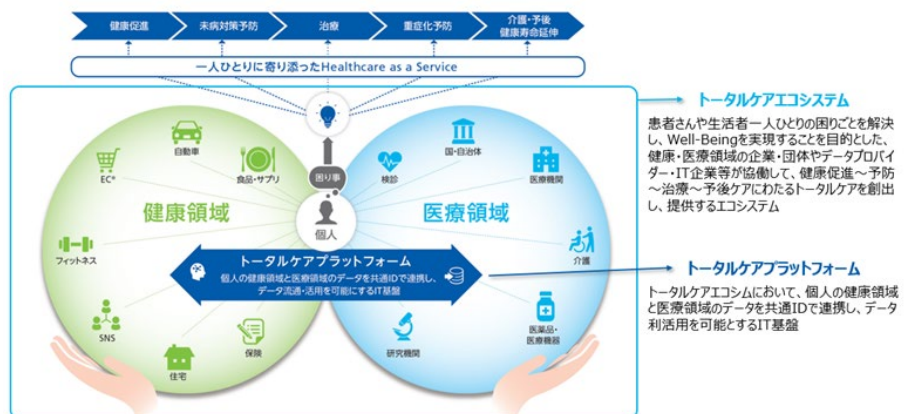 健康促進
未病対策予防
治療
重症化予防
介護・予後
健康寿命延伸
一人ひとりに寄り添ったHealthcare as a Service
トータルケアエコシステム
患者さんや生活者一人ひとりの困りごとを解決
し、Well-Beingを実現することを目的とした、
健康・医療領域の企業・団体やデータプロバイ
ダー・IT企業等が協働して、健康促進～予防
～治療～予後ケアにわたるトータルケアを創出
し、提供するエコシステム
自動車
EC*
食品・サプリ
困り事
検診
国・自治体
医療機関
健康領域
個人
医療領域
フィットネス
介護
トータルケアプラットフォーム
個人の健康領域と医療領域のデータを共通IDで連携し、
データ流通・活用を可能にするIT基盤
トータルケアプラットフォーム
トータルケアエコシムにおいて、個人の健康領域
と医療領域のデータを共通IDで連携し、データ
利活用を可能とするIT基盤
SNS
住宅
保険
研究機関
医薬品・
医療機器